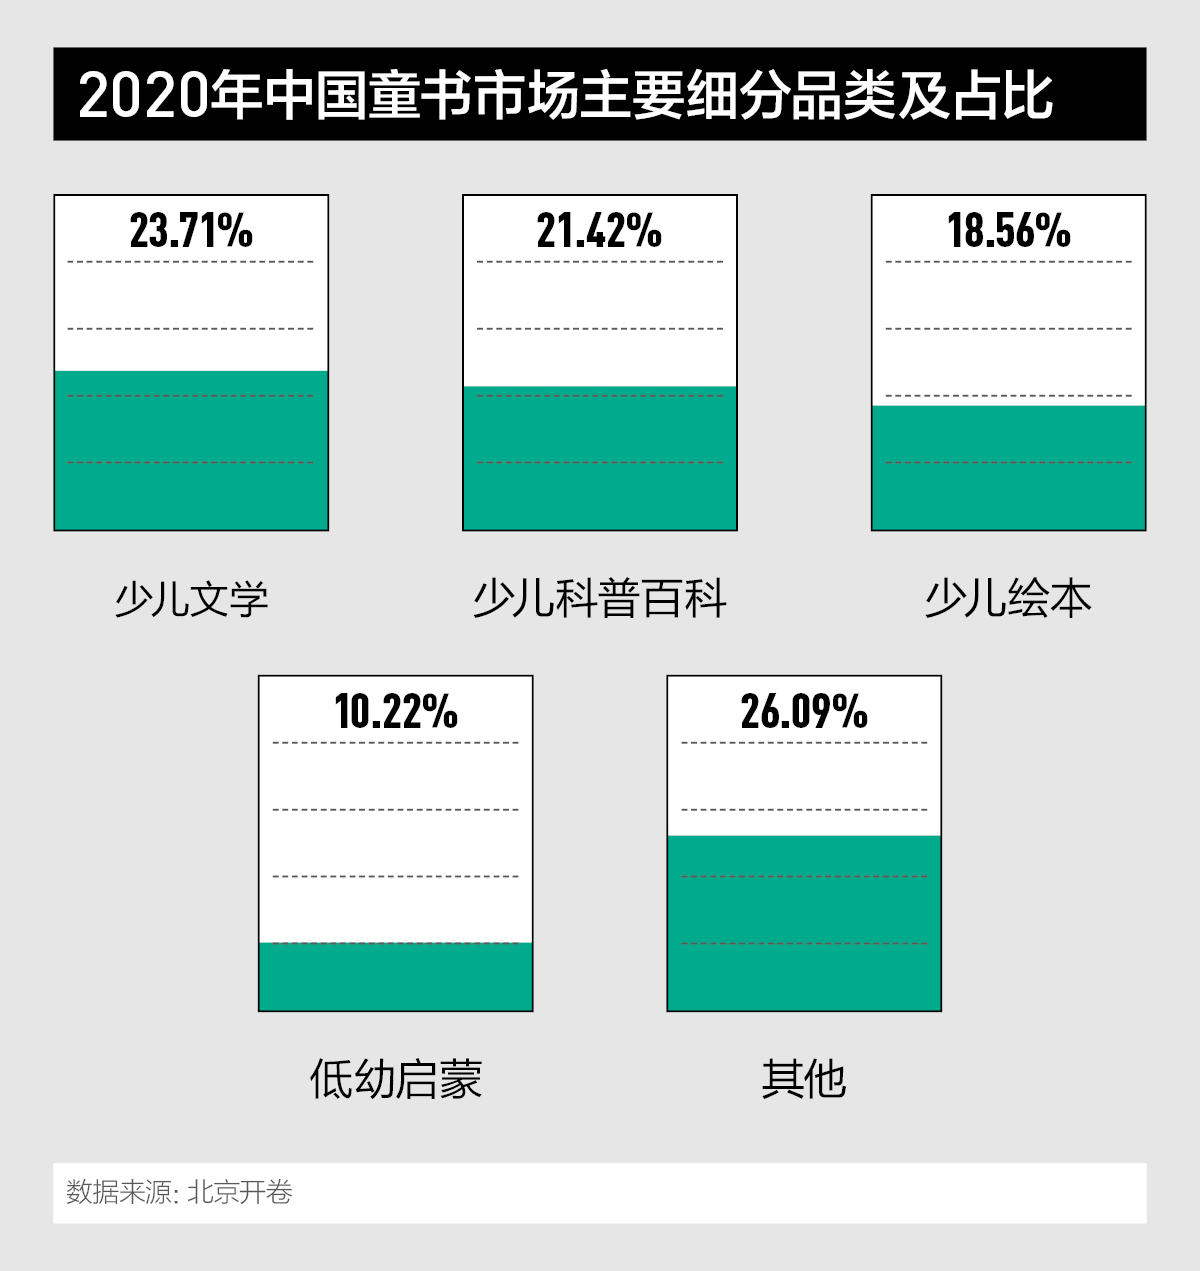 2020年中国童书市场主要细分品类及占比
23.71%
21.42%
18.56%
少儿文学
少儿科普百科
少儿绘本
10.22%
26.09%
低幼启蒙
其他
数据来源: 北京开卷